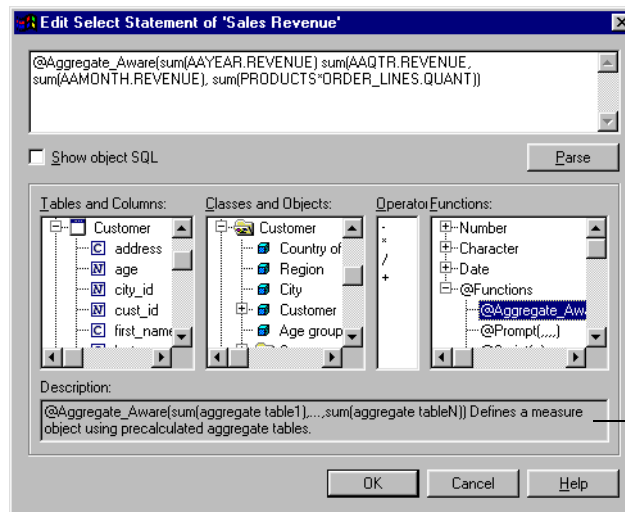 Edit Select Statement of 'Sales Revenue'
@Aggregate_Aware(sum(AAYEAR.REVENUE) sum(AAQTR.REVENUE,
sum(AAMONTH.REVENUE), sum(PRODUCTS*ORDER_LINES.QUANT))
Show object SQL
Parse
Tables and Columns:
Customer
address
age
city_id
cust_id
first_name
Classes and Objects:
Customer
Country of
Region
City
Customer
Age group
Operator
-
*
/
+
Functions:
Number
Character
Date
@Functions
@Aggregate_Aw
@Prompt(,,,,)
Description:
@Aggregate_Aware(sum(aggregate table1),...,sum(aggregate tableN)) Defines a measure
object using precalculated aggregate tables.
OK
Cancel
Help